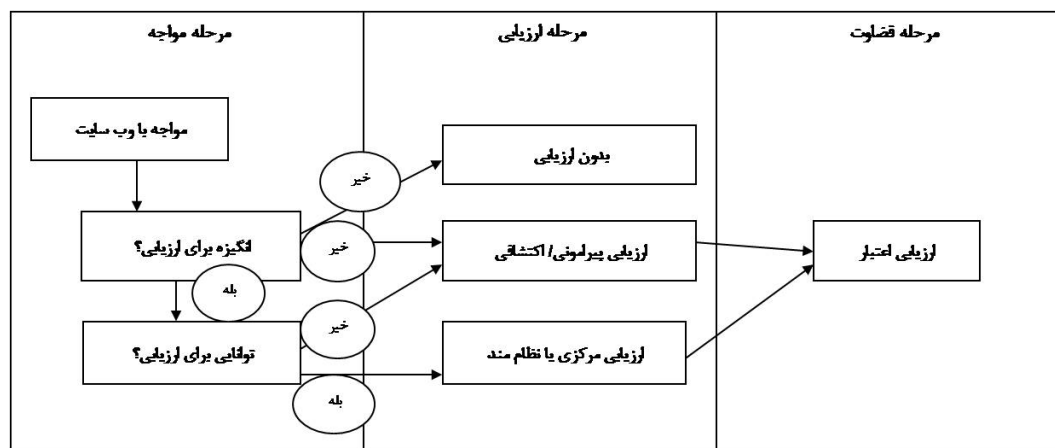 مرحله مواجه
مرحله ارزیابی
مرحله قضاوت
مواجه با وب سایت
بدون ارزیابی
خیر
انگیزه برای ارزیابی؟
خیر
ارزیابی پیرامونی/ اکتشافی
ارزیابی اعتبار
بله
خیر
توانایی برای ارزیابی؟
ارزیابی مرکزی یا نظام مند
بله